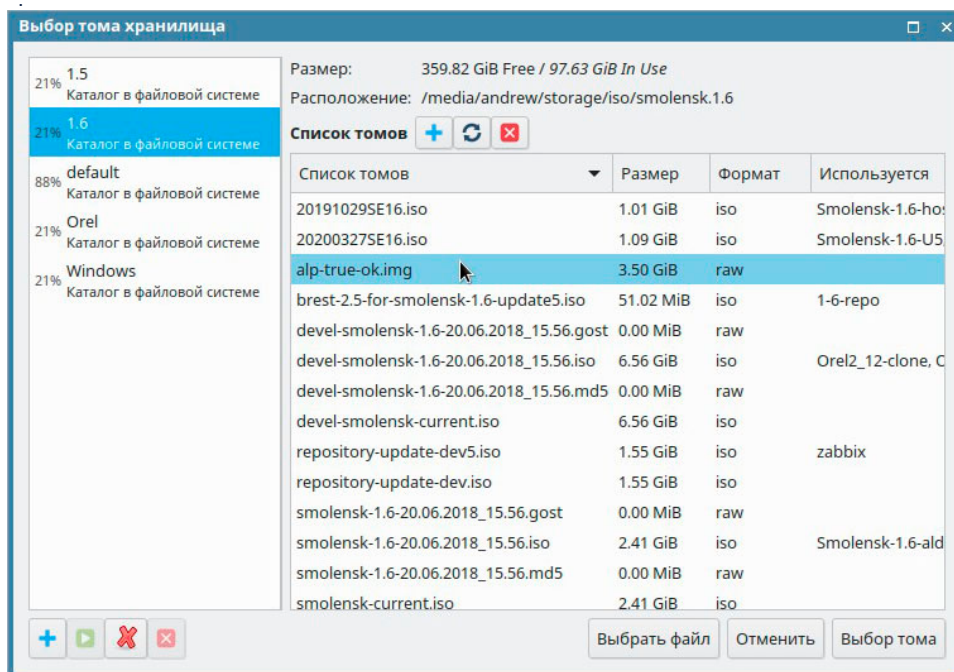 Выбор тома хранилища
21% 1.5
Каталог в файловой системе
21% 1.6
Каталог в файловой системе
88% default
Каталог в файловой системе
21% Orel
Каталог в файловой системе
21% Windows
Каталог в файловой системе
Размер: 359.82 GiB Free / 97.63 GiB In Use
Расположение: /media/andrew/storage/iso/smolensk.1.6
Список томов
Список томов Размер Формат Используется
20191029SE16.iso 1.01 GiB iso Smolensk-1.6-hos
20200327SE16.iso 1.09 GiB iso Smolensk-1.6-U5,
alp-true-ok.img 3.50 GiB raw
brest-2.5-for-smolensk-1.6-update5.iso 51.02 MiB iso 1-6-repo
devel-smolensk-1.6-20.06.2018_15.56.gost 0.00 MiB raw
devel-smolensk-1.6-20.06.2018_15.56.iso 6.56 GiB iso Orel2_12-clone, C
devel-smolensk-1.6-20.06.2018_15.56.md5 0.00 MiB raw
devel-smolensk-current.iso 6.56 GiB iso
repository-update-dev5.iso 1.55 GiB iso zabbix
repository-update-dev.iso 1.55 GiB iso
smolensk-1.6-20.06.2018_15.56.gost 0.00 MiB raw
smolensk-1.6-20.06.2018_15.56.iso 2.41 GiB iso Smolensk-1.6-ald
smolensk-1.6-20.06.2018_15.56.md5 0.00 MiB raw
smolensk-current.iso 2.41 GiB iso
Выбрать файл Отменить Выбор тома